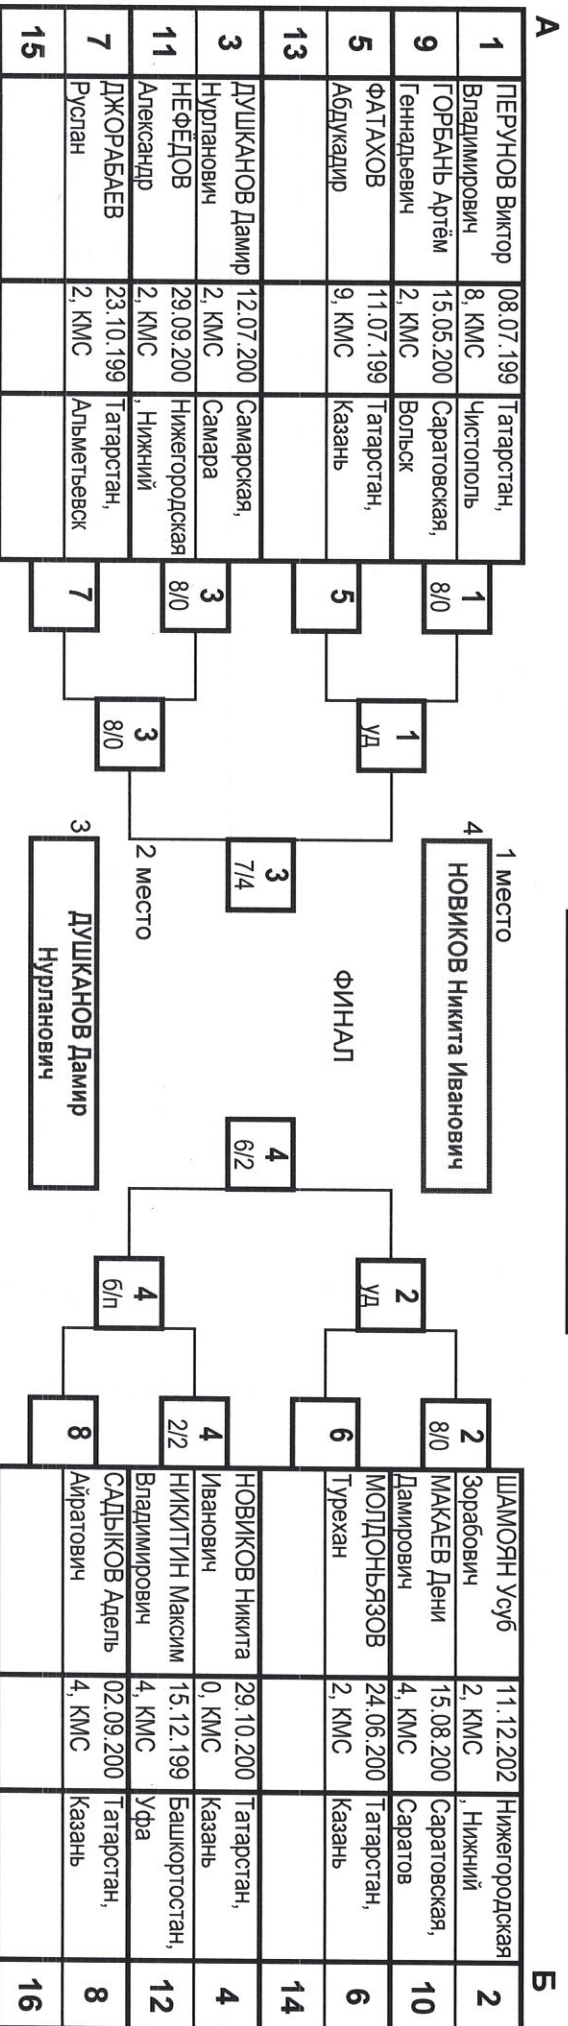 А
1
ПЕРУНОВ Виктор
Владимирович
08.07.199
8, КМС
Татарстан,
Чистополь
9
ГОРБАНЬ Артём
Геннадьевич
15.05.200
2, КМС
Саратовская,
Вольск
5
ФАТАХОВ
Абдукадир
11.07.199
9, КМС
Татарстан,
Казань
13
3
ДУШКАНОВ Дамир
Нурланович
12.07.200
2, КМС
Самарская,
Самара
11
НЕФЁДОВ
Александр
29.09.200
2, КМС
Нижегородская
, Нижний
7
ДЖОРАБАЕВ
Руслан
23.10.199
2, КМС
Татарстан,
Альметьевск
15
1
8/0
5
3
8/0
7
1
уд
3
8/0
3
7/4
1 место
4
НОВИКОВ Никита Иванович
ФИНАЛ
2 место
3
ДУШКАНОВ Дамир
Нурланович
4
6/2
2
уд
4
б/п
2
8/0
6
4
2/2
8
Б
ШАМОЯН Усуб
Зорабович
11.12.202
2, КМС
Нижегородская
, Нижний
2
МАКАЕВ Дени
Дамирович
15.08.200
4, КМС
Саратовская,
Саратов
10
МОЛДОНЬЯЗОВ
Турехан
24.06.200
2, КМС
Татарстан,
Казань
6
14
НОВИКОВ Никита
Иванович
29.10.200
0, КМС
Татарстан,
Казань
4
НИКИТИН Максим
Владимирович
15.12.199
4, КМС
Башкортостан,
Уфа
12
САДЫКОВ Адель
Айратович
02.09.200
4, КМС
Татарстан,
Казань
8
16